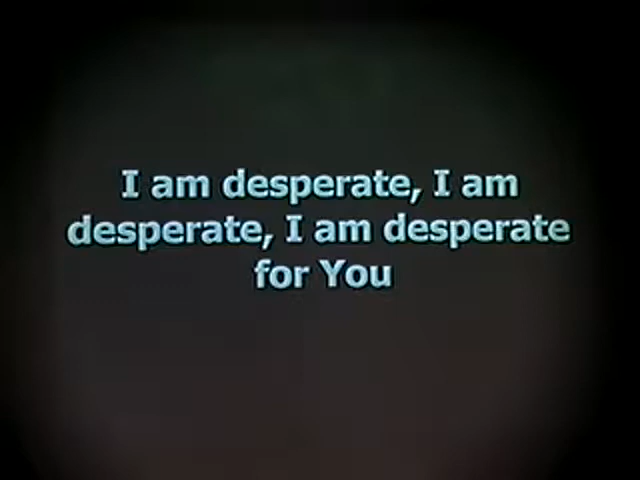 I am desperate, I am
desperate, I am desperate
for You